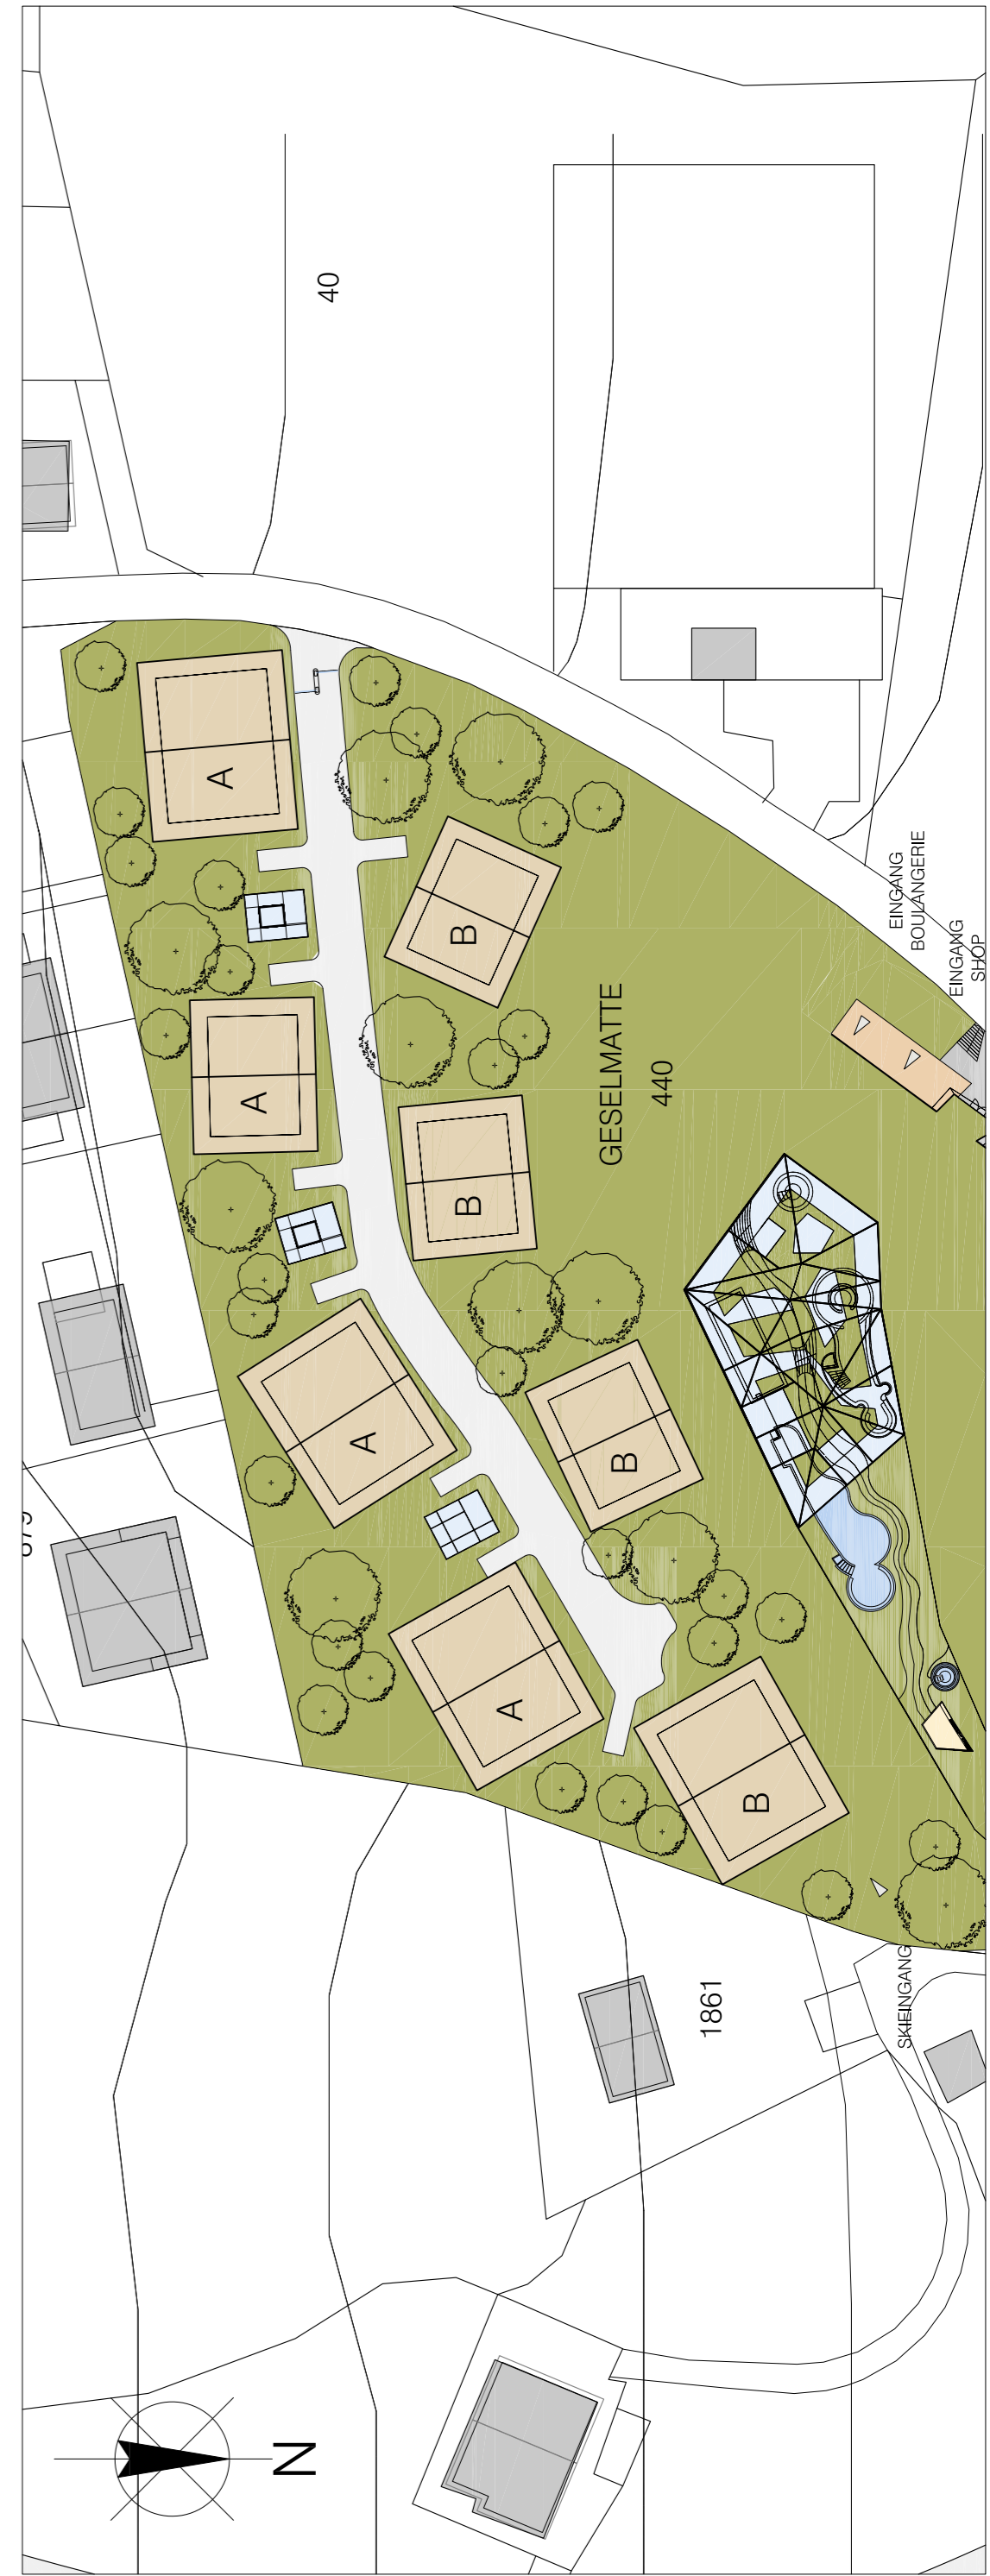 40
A
A
A
A
B
B
B
B
GESELMATTE
440
EINGANG
BOULANGERIE
EINGANG
SHOP
1861
SKIEINGANG
N